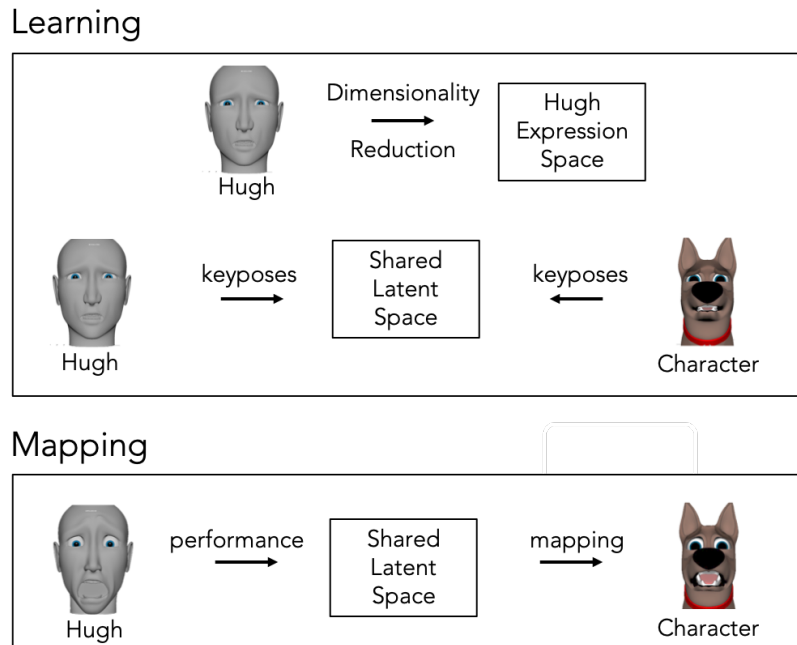 Learning
Dimensionality
Reduction
Hugh
Expression
Space
Hugh
keyposes
Shared
Latent
Space
keyposes
Hugh
Character
Mapping
performance
Shared
Latent
Space
mapping
Hugh
Character